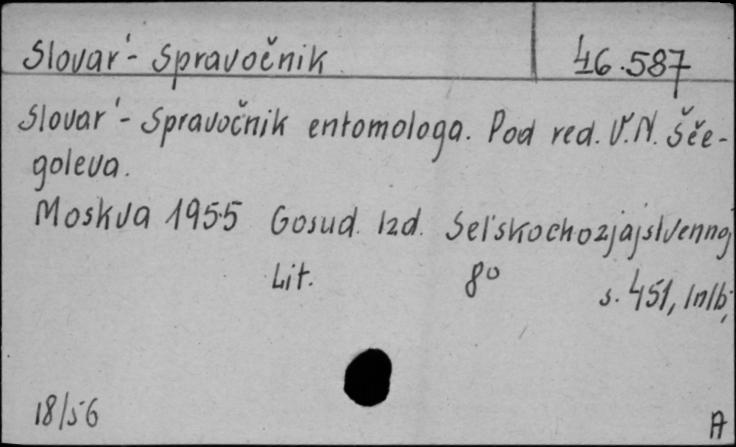 Slovar'- Spravočnik 46.587
Slovar'- Spravočnik entomologa. Pod red. V.N. Šče-
goleva.
Moskva 1955 Gosud. Izd. Sel'skochozjajstvennoj
Lit. 8° s. 451, 1nlb;
18/56 A